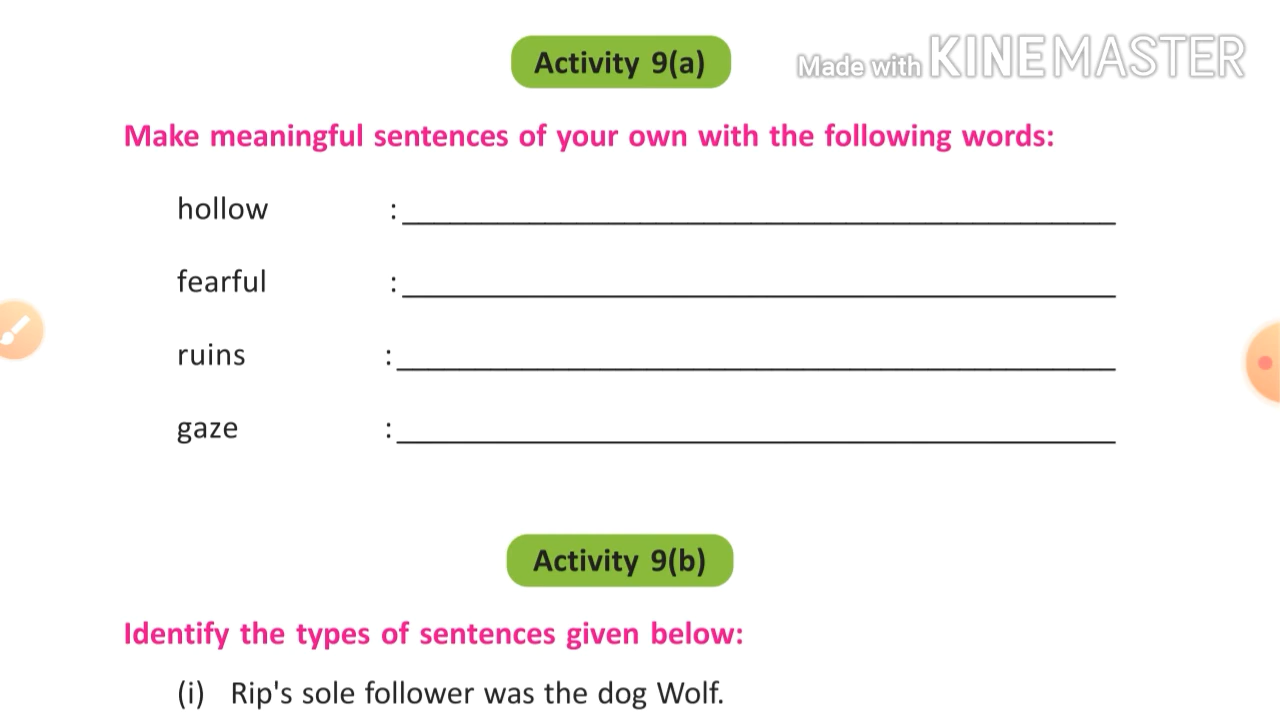 Activity 9(a)
Made with KINEMASTER
Make meaningful sentences of your own with the following words:
hollow :
fearful :
ruins :
gaze :
Activity 9(b)
Identify the types of sentences given below:
(i) Rip's sole follower was the dog Wolf.